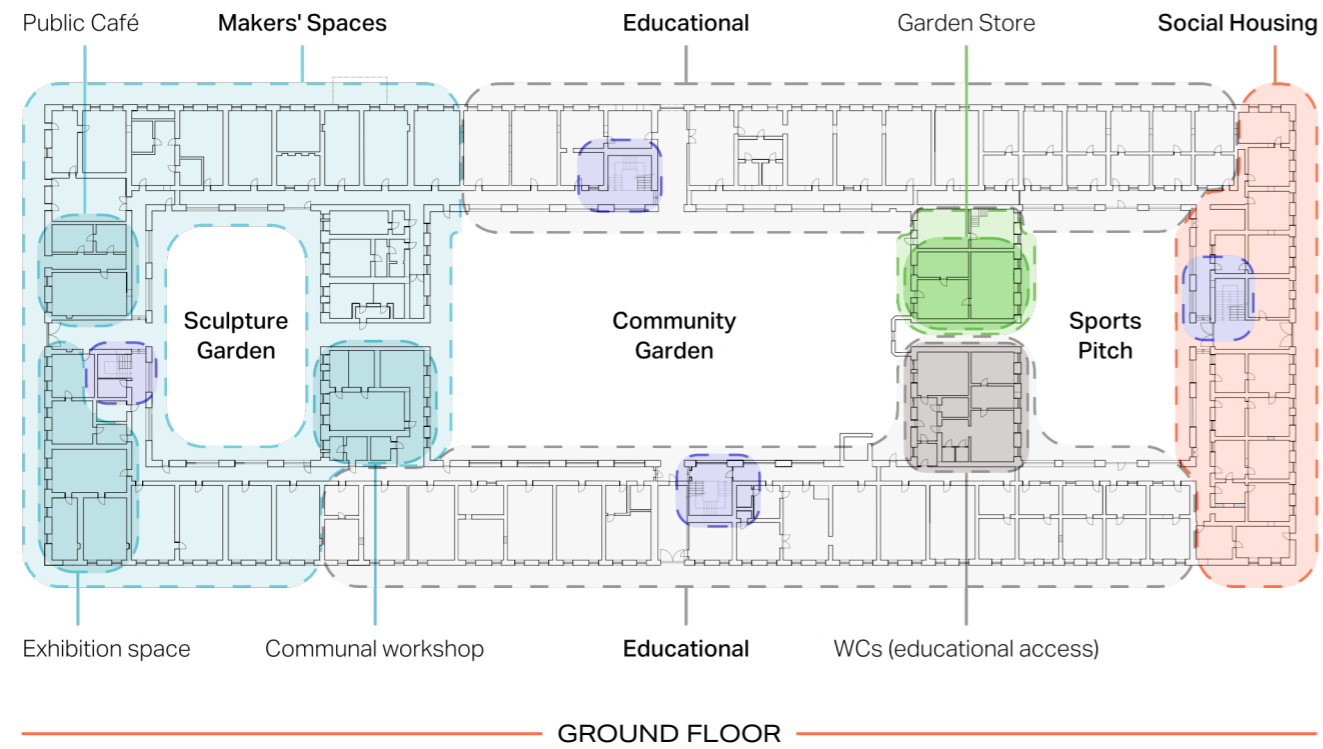 Public Café
Makers' Spaces
Educational
Garden Store
Social Housing
Sculpture
Garden
Community
Garden
Sports
Pitch
Exhibition space
Communal workshop
Educational
WCs (educational access)
GROUND FLOOR